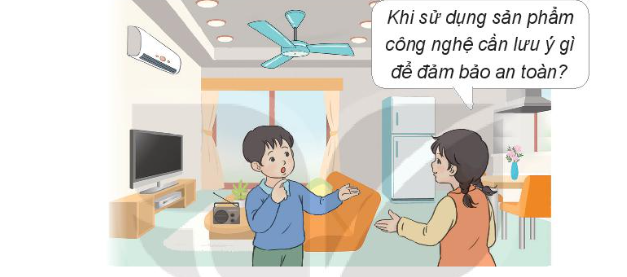 Khi sử dụng sản phẩm
công nghệ cần lưu ý gì
để đảm bảo an toàn?